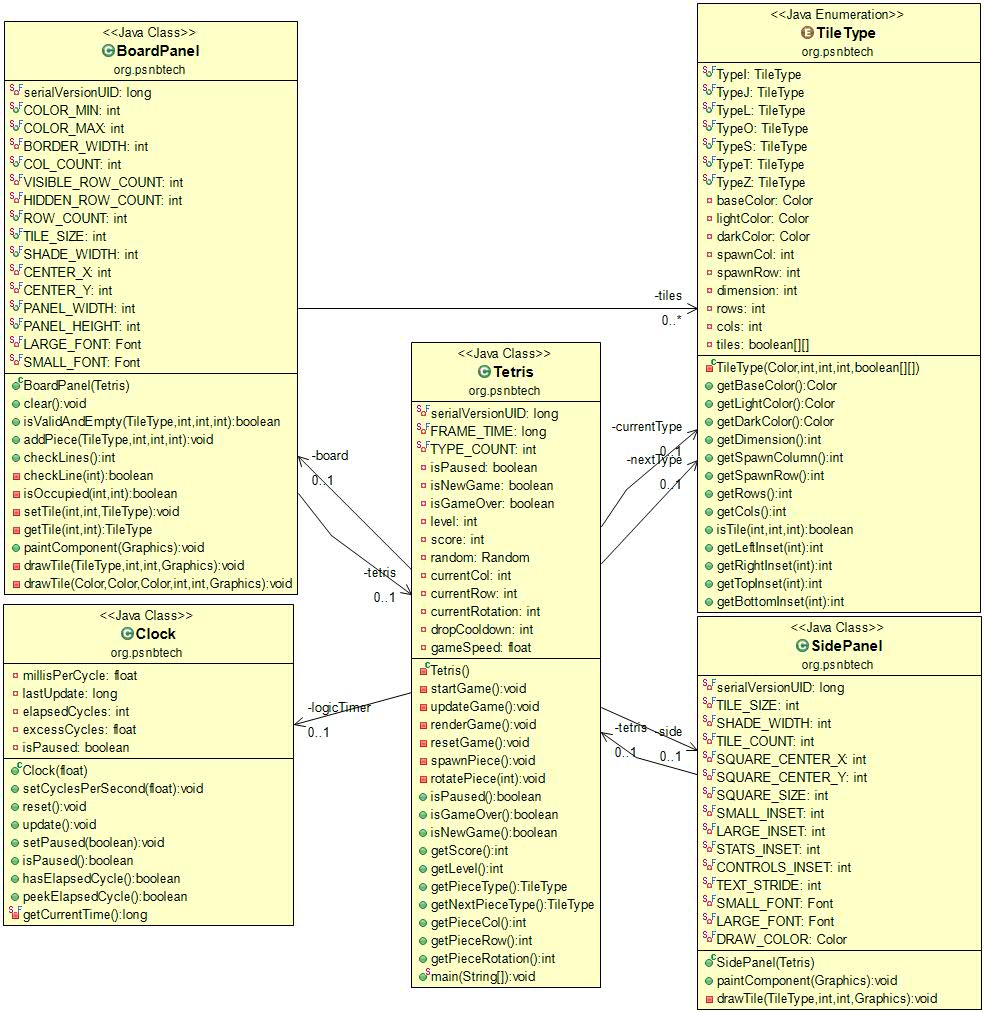 <<Java Class>>
BoardPanel
org.psnbtech
serialVersionUID: long
COLOR_MIN: int
COLOR_MAX: int
BORDER_WIDTH: int
COL_COUNT: int
VISIBLE_ROW_COUNT: int
HIDDEN_ROW_COUNT: int
ROW_COUNT: int
TILE_SIZE: int
SHADE_WIDTH: int
CENTER_X: int
CENTER_Y: int
PANEL_WIDTH: int
PANEL_HEIGHT: int
LARGE_FONT: Font
SMALL_FONT: Font
BoardPanel(Tetris)
clear():void
isValidAndEmpty(TileType,int,int,int):boolean
addPiece(TileType,int,int,int):void
checkLines():int
checkLine(int):boolean
isOccupied(int,int):boolean
setTile(int,int,TileType):void
getTile(int,int):TileType
paintComponent(Graphics):void
drawTile(TileType,int,int,Graphics):void
drawTile(Color,Color,Color,int,int,Graphics):void
<<Java Class>>
Clock
org.psnbtech
millisPerCycle: float
lastUpdate: long
elapsedCycles: int
excessCycles: float
isPaused: boolean
Clock(float)
setCyclesPerSecond(float):void
reset():void
update():void
setPaused(boolean):void
isPaused():boolean
hasElapsedCycle():boolean
peekElapsedCycle():boolean
getCurrentTime():long
-board
0..1
-tetris
0..1
-logicTimer
0..1
<<Java Class>>
Tetris
org.psnbtech
serialVersionUID: long
FRAME_TIME: long
TYPE_COUNT: int
isPaused: boolean
isNewGame: boolean
isGameOver: boolean
level: int
score: int
random: Random
currentCol: int
currentRow: int
currentRotation: int
dropCooldown: int
gameSpeed: float
Tetris()
startGame():void
updateGame():void
renderGame():void
resetGame():void
spawnPiece():void
rotatePiece(int):void
isPaused():boolean
isGameOver():boolean
isNewGame():boolean
getScore():int
getLevel():int
getPieceType():TileType
getNextPieceType():TileType
getPieceCol():int
getPieceRow():int
getPieceRotation():int
main(String[]):void
-tiles
0..*
-currentType
0..1
-nextType
0..1
-tetris
0..1
-side
0..1
<<Java Enumeration>>
TileType
org.psnbtech
TypeI: TileType
TypeJ: TileType
TypeL: TileType
TypeO: TileType
TypeS: TileType
TypeT: TileType
TypeZ: TileType
baseColor: Color
lightColor: Color
darkColor: Color
spawnCol: int
spawnRow: int
dimension: int
rows: int
cols: int
tiles: boolean[][]
TileType(Color,int,int,int,boolean[][])
getBaseColor():Color
getLightColor():Color
getDarkColor():Color
getDimension():int
getSpawnColumn():int
getSpawnRow():int
getRows():int
getCols():int
isTile(int,int,int):boolean
getLeftInset(int):int
getRightInset(int):int
getTopInset(int):int
getBottomInset(int):int
<<Java Class>>
SidePanel
org.psnbtech
serialVersionUID: long
TILE_SIZE: int
SHADE_WIDTH: int
TILE_COUNT: int
SQUARE_CENTER_X: int
SQUARE_CENTER_Y: int
SQUARE_SIZE: int
SMALL_INSET: int
LARGE_INSET: int
STATS_INSET: int
CONTROLS_INSET: int
TEXT_STRIDE: int
SMALL_FONT: Font
LARGE_FONT: Font
DRAW_COLOR: Color
SidePanel(Tetris)
paintComponent(Graphics):void
drawTile(TileType,int,int,Graphics):void